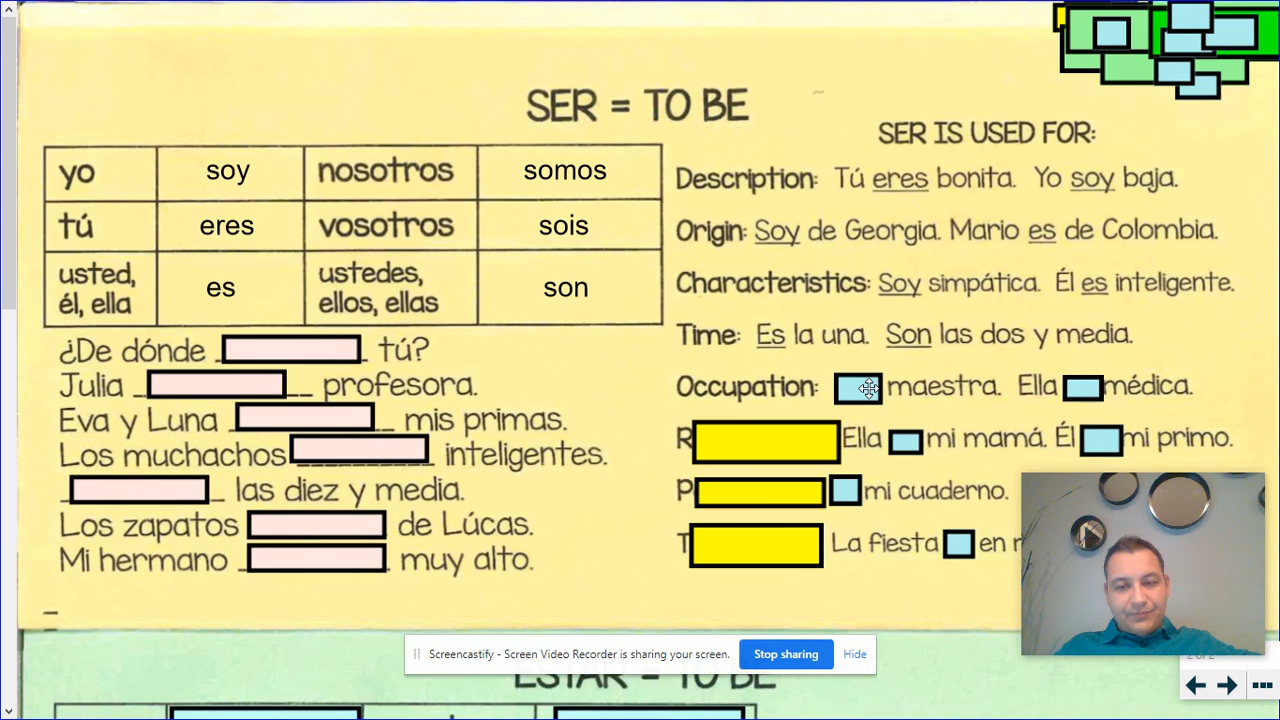 SER = TO BE
yo soy nosotros somos
tú eres vosotros sois
usted, él, ella es ustedes, ellos, ellas son
¿De dónde _ _ tú?
Julia _ __ profesora.
Eva y Luna _ __ mis primas.
Los muchachos __________ inteligentes.
_ _ las diez y media.
Los zapatos de Lúcas.
Mi hermano _ muy alto.
SER IS USED FOR:
Description: Tú eres bonita. Yo soy baja.
Origin: Soy de Georgia. Mario es de Colombia.
Characteristics: Soy simpática. Él es inteligente.
Time: Es la una. Son las dos y media.
Occupation: maestra. Ella médica.
R Ella mi mamá. Él mi primo.
P mi cuaderno.
T La fiesta en
Screencastify - Screen Video Recorder is sharing your screen. Stop sharing Hide
ESTAR = TO BE